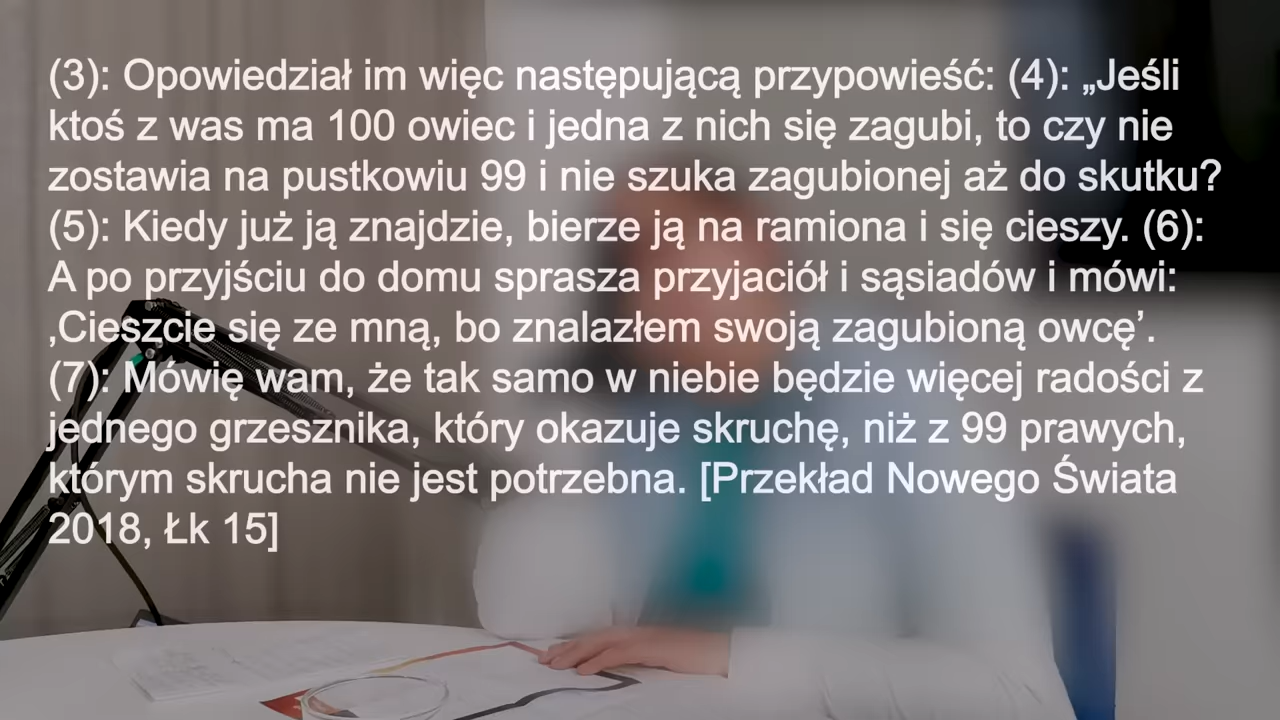 (3): Opowiedział im więc następującą przypowieść: (4): „Jeśli
ktoś z was ma 100 owiec i jedna z nich się zagubi, to czy nie
zostawia na pustkowiu 99 i nie szuka zagubionej aż do skutku?
(5): Kiedy już ją znajdzie, bierze ją na ramiona i się cieszy. (6):
A po przyjściu do domu sprasza przyjaciół i sąsiadów i mówi:
‚Cieszcie się ze mną, bo znalazłem swoją zagubioną owcę’.
(7): Mówię wam, że tak samo w niebie będzie więcej radości z
jednego grzesznika, który okazuje skruchę, niż z 99 prawych,
którym skrucha nie jest potrzebna. [Przekład Nowego Świata
2018, Łk 15]